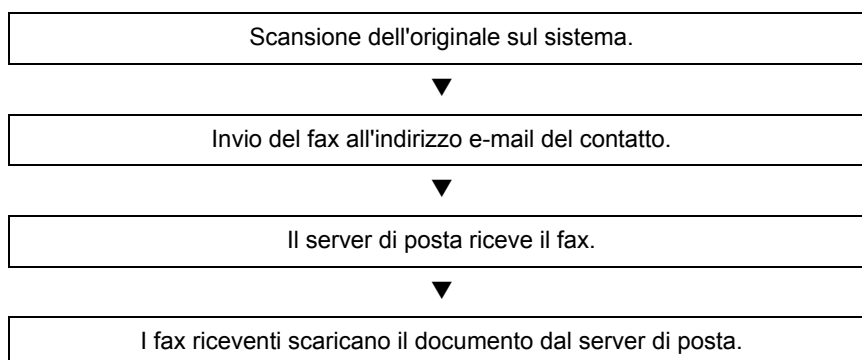 Scansione dell'originale sul sistema.
Invio del fax all'indirizzo e-mail del contatto.
Il server di posta riceve il fax.
I fax riceventi scaricano il documento dal server di posta.